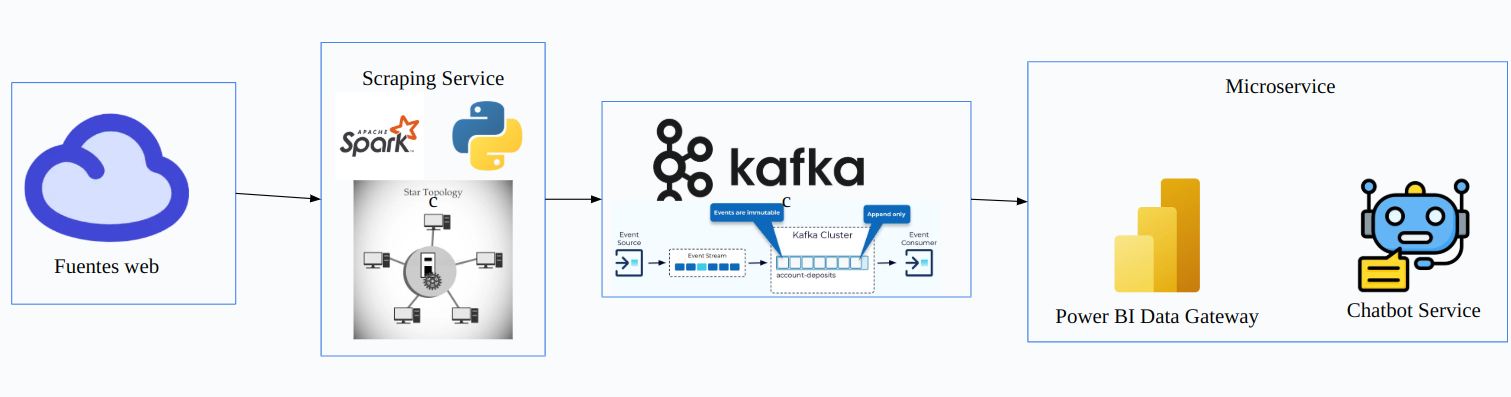 Fuentes web
Scraping Service
APACHE
Spark™
Star Topology
c
kafka
c
Events are immutable
Append only
Event
Source
Event Stream
Kafka Cluster
account-deposits
Event
Consumer
Microservice
Power BI Data Gateway
Chatbot Service